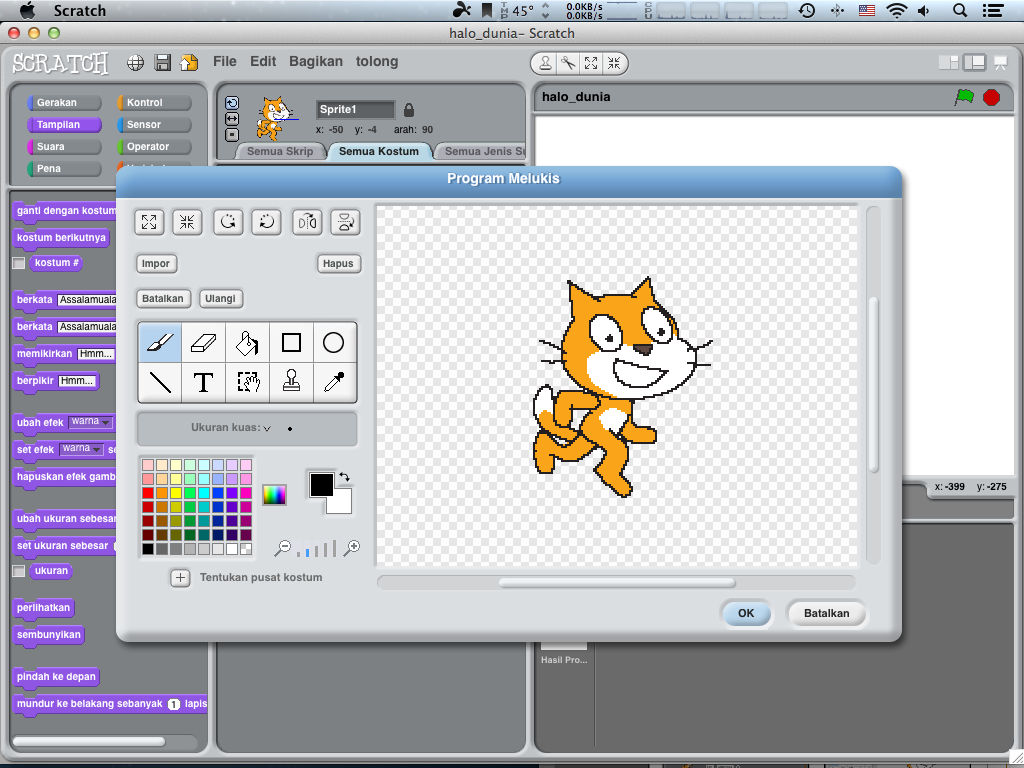 Scratch
TMP 45° 0.0KB/s
0.0KB/s CPU
halo_dunia– Scratch
SCRATCH File Edit Bagikan tolong
Gerakan Kontrol
Tampilan Sensor
Suara Operator
Pena
Sprite1
x: -50 y: -4 arah: 90
Semua Skrip Semua Kostum Semua Jenis Su
halo_dunia
Program Melukis
ganti dengan kostum
kostum berikutnya
kostum #
berkata Assalamuala
berkata Assalamuala
memikirkan Hmm...
berpikir Hmm...
ubah efek warna
set efek warna se
hapuskan efek gamb
ubah ukuran sebesar
set ukuran sebesar
ukuran
perlihatkan
sembunyikan
pindah ke depan
mundur ke belakang sebanyak 1 lapis
Impor Hapus
Batalkan Ulangi
T
Ukuran kuas:
Tentukan pusat kostum
OK Batalkan
x: -399 y: -275
Hasil Pro...